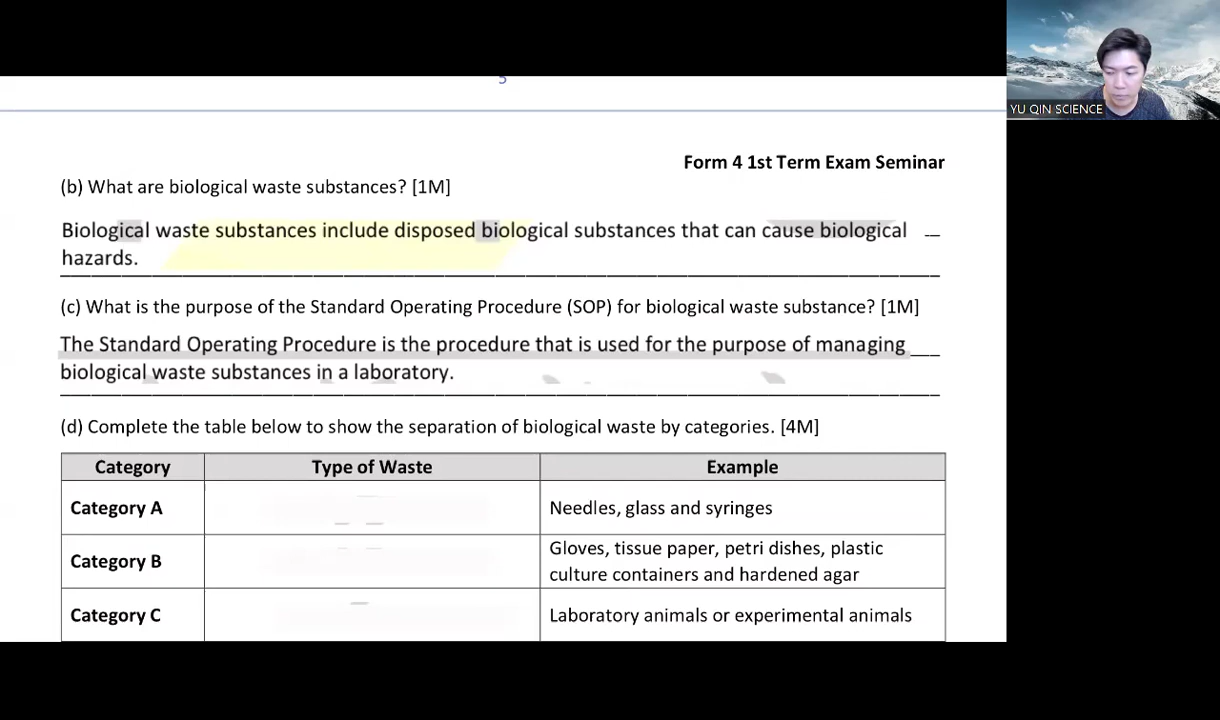 5
YU QIN SCIENCE
Form 4 1st Term Exam Seminar
(b) What are biological waste substances? [1M]
Biological waste substances include disposed biological substances that can cause biological
hazards.
(c) What is the purpose of the Standard Operating Procedure (SOP) for biological waste substance? [1M]
The Standard Operating Procedure is the procedure that is used for the purpose of managing
biological waste substances in a laboratory.
(d) Complete the table below to show the separation of biological waste by categories. [4M]
Category Type of Waste Example
Category A Needles, glass and syringes
Category B Gloves, tissue paper, petri dishes, plastic
culture containers and hardened agar
Category C Laboratory animals or experimental animals